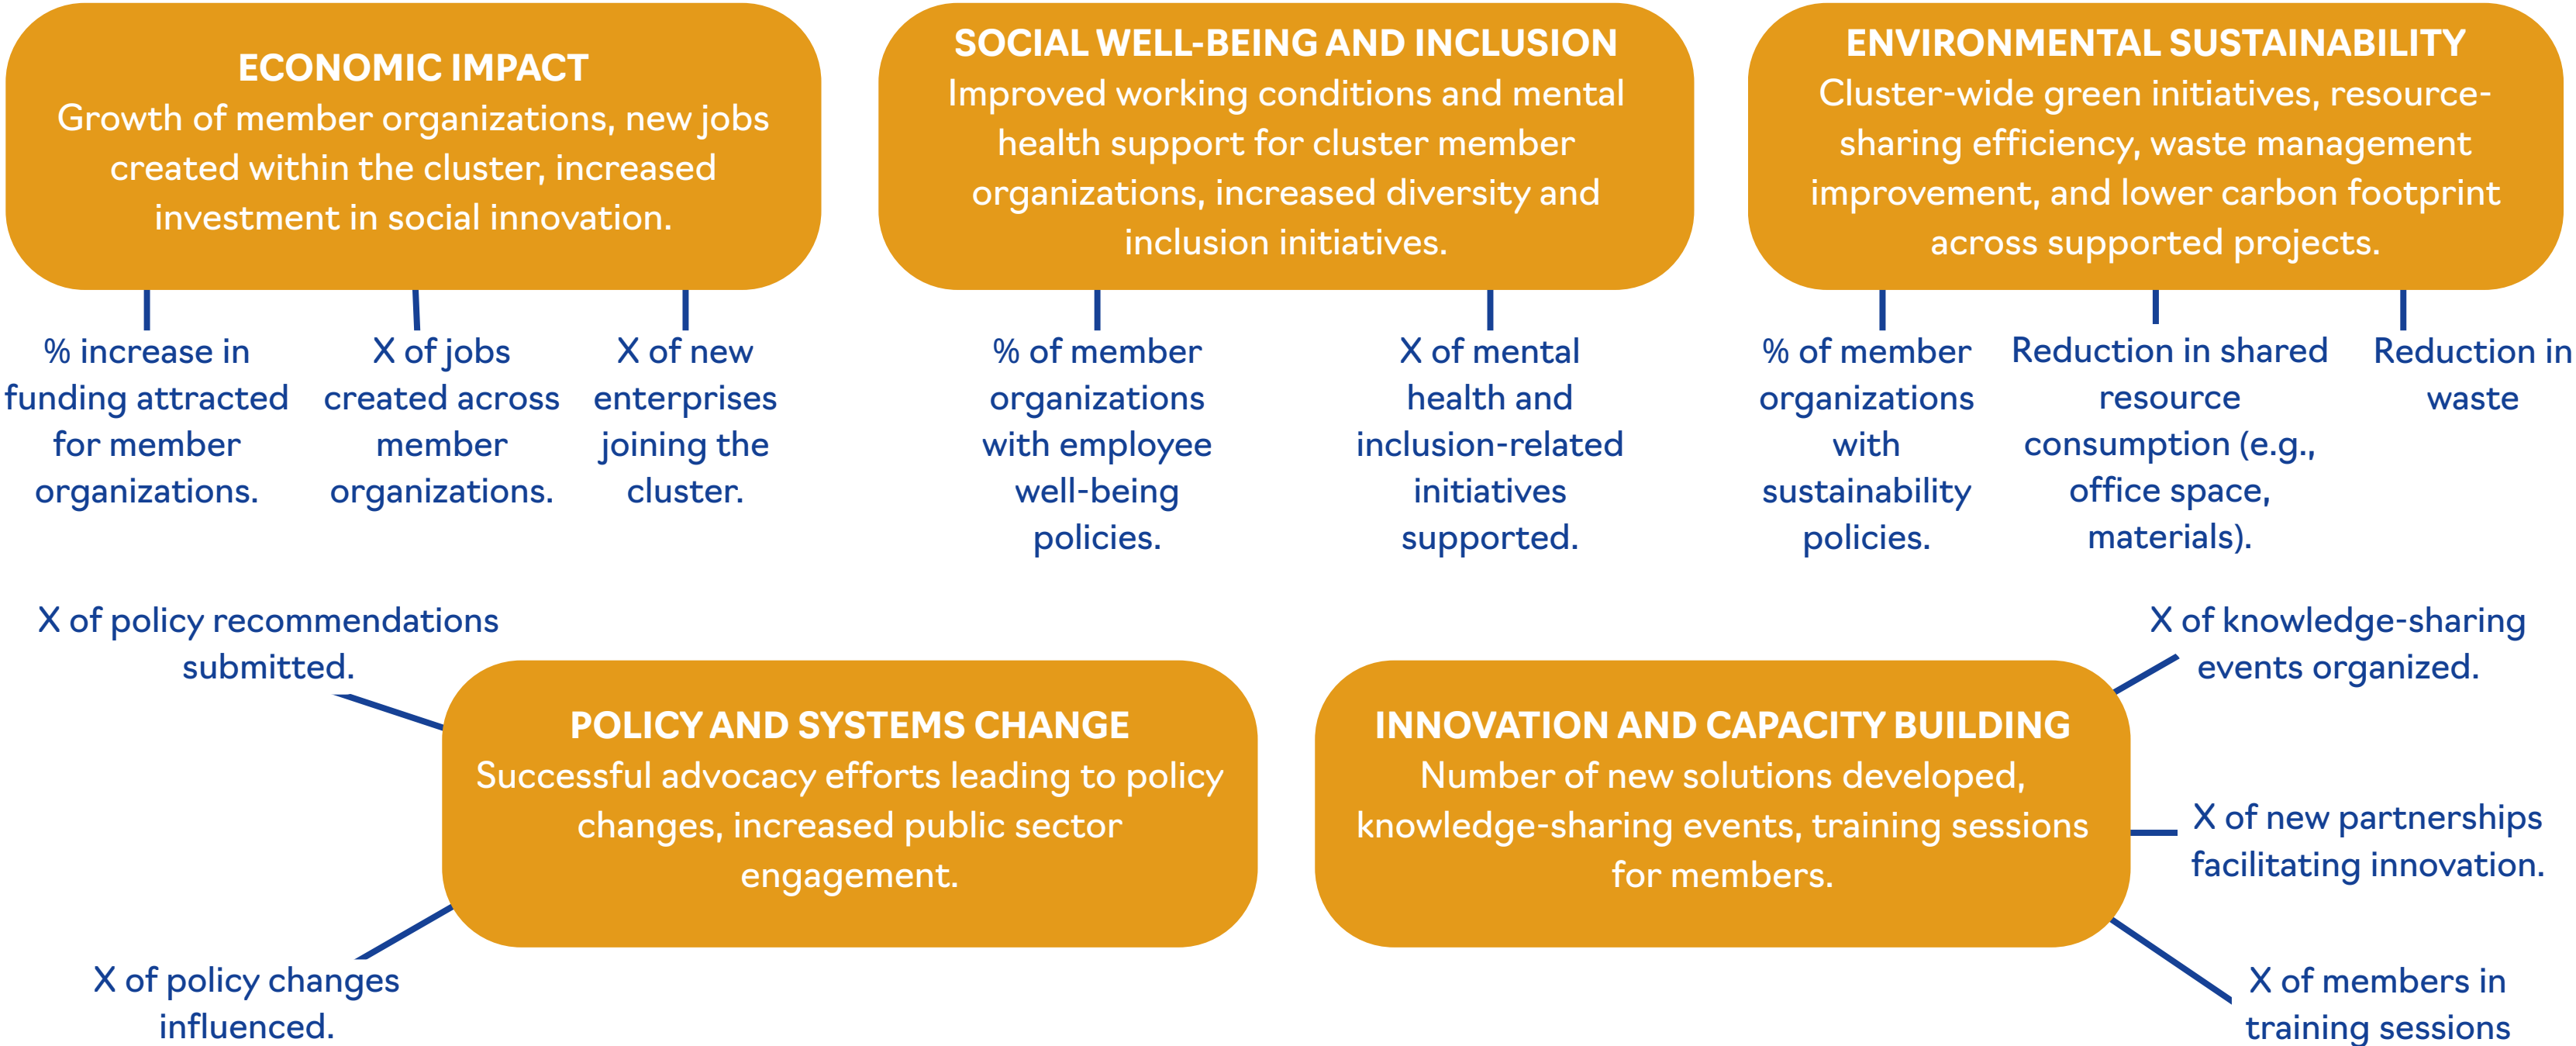 ECONOMIC IMPACT
Growth of member organizations, new jobs
created within the cluster, increased
investment in social innovation.
% increase in
funding attracted
for member
organizations.
X of jobs
created across
member
organizations.
X of new
enterprises
joining the
cluster.
SOCIAL WELL-BEING AND INCLUSION
Improved working conditions and mental
health support for cluster member
organizations, increased diversity and
inclusion initiatives.
% of member
organizations
with employee
well-being
policies.
X of mental
health and
inclusion-related
initiatives
supported.
ENVIRONMENTAL SUSTAINABILITY
Cluster-wide green initiatives, resource-
sharing efficiency, waste management
improvement, and lower carbon footprint
across supported projects.
% of member
organizations
with
sustainability
policies.
Reduction in shared
resource
consumption (e.g.,
office space,
materials).
Reduction in
waste
X of policy recommendations
submitted.
POLICY AND SYSTEMS CHANGE
Successful advocacy efforts leading to policy
changes, increased public sector
engagement.
X of policy changes
influenced.
INNOVATION AND CAPACITY BUILDING
Number of new solutions developed,
knowledge-sharing events, training sessions
for members.
X of knowledge-sharing
events organized.
X of new partnerships
facilitating innovation.
X of members in
training sessions